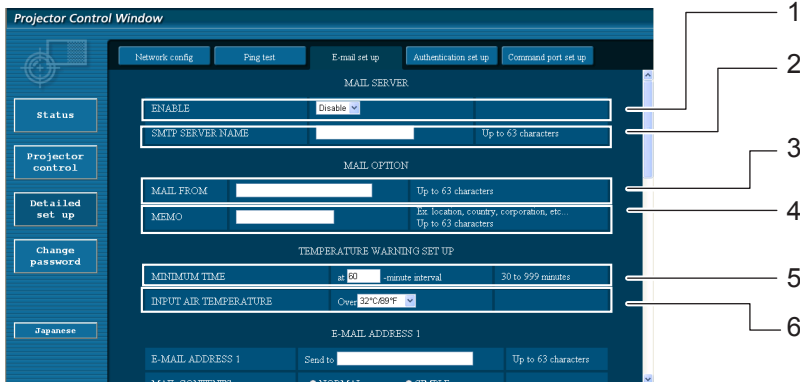 Projector Control Window
Network config
Ping test
E-mail set up
Authentication set up
Command port set up
Status
Projector control
Detailed set up
Change password
Japanese
MAIL SERVER
ENABLE Disable
SMTP SERVER NAME Up to 63 characters
MAIL OPTION
MAIL FROM Up to 63 characters
MEMO Ex: location, country, corporation, etc...
Up to 63 characters
TEMPERATURE WARNING SET UP
MINIMUM TIME at 60 -minute interval 30 to 999 minutes
INPUT AIR TEMPERATURE Over 32°C/89°F
E-MAIL ADDRESS 1
E-MAIL ADDRESS 1 Send to Up to 63 characters
1
2
3
4
5
6